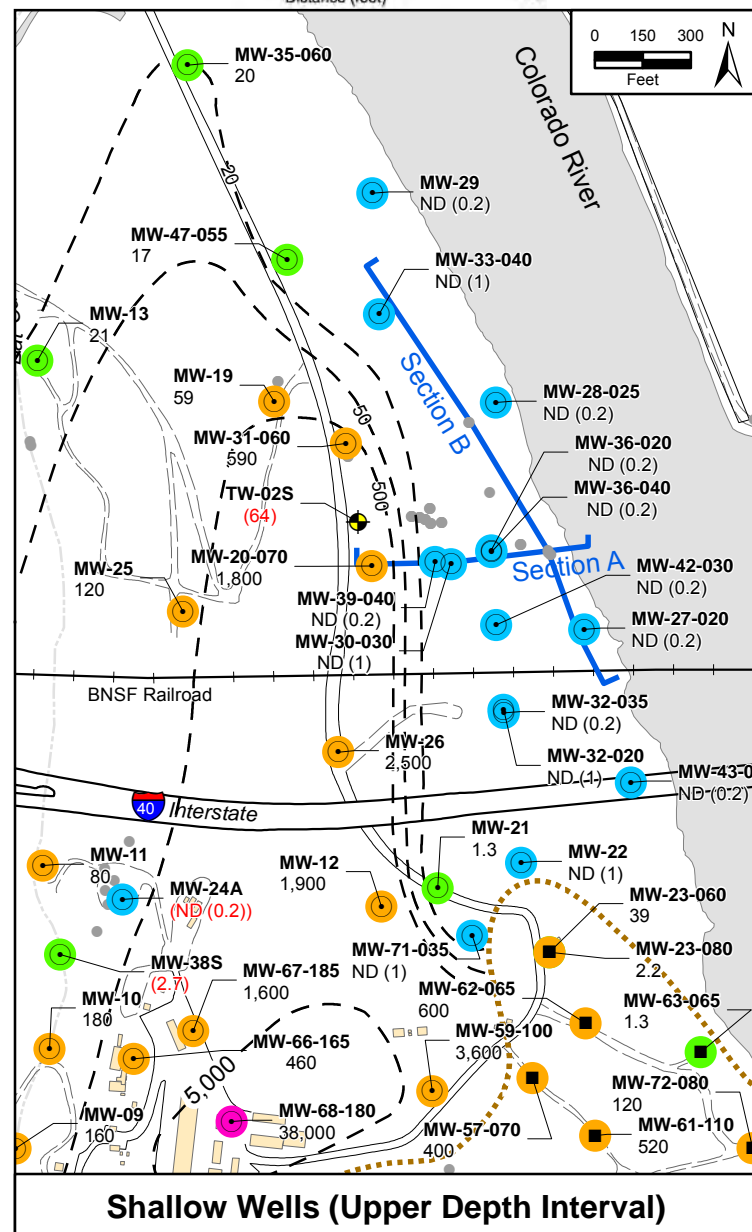 Distance (feet)
0 150 300
Feet
N
Colorado River
MW-35-060
20
20
MW-29
ND (0.2)
MW-47-055
17
MW-33-040
ND (1)
MW-13
21
Section B
MW-19
59
MW-28-025
ND (0.2)
50
MW-31-060
590
MW-36-020
ND (0.2)
500
MW-36-040
ND (0.2)
TW-02S
(64)
MW-20-070
1,800
Section A
MW-25
120
MW-39-040
ND (0.2)
MW-42-030
ND (0.2)
MW-30-030
ND (1)
MW-27-020
ND (0.2)
BNSF Railroad
MW-32-035
ND (0.2)
MW-26
2,500
MW-32-020
ND (1)
MW-43-0
ND (0.2)
40
Interstate
MW-21
1.3
MW-11
80
MW-12
1,900
MW-22
ND (1)
MW-24A
(ND (0.2))
MW-23-060
39
MW-71-035
ND (1)
MW-23-080
2.2
MW-38S
(2.7)
MW-67-185
1,600
MW-62-065
600
MW-63-065
1.3
MW-10
180
MW-66-165
460
MW-59-100
3,600
5,000
MW-72-080
120
MW-68-180
38,000
MW-09
160
MW-57-070
400
MW-61-110
520
Shallow Wells (Upper Depth Interval)